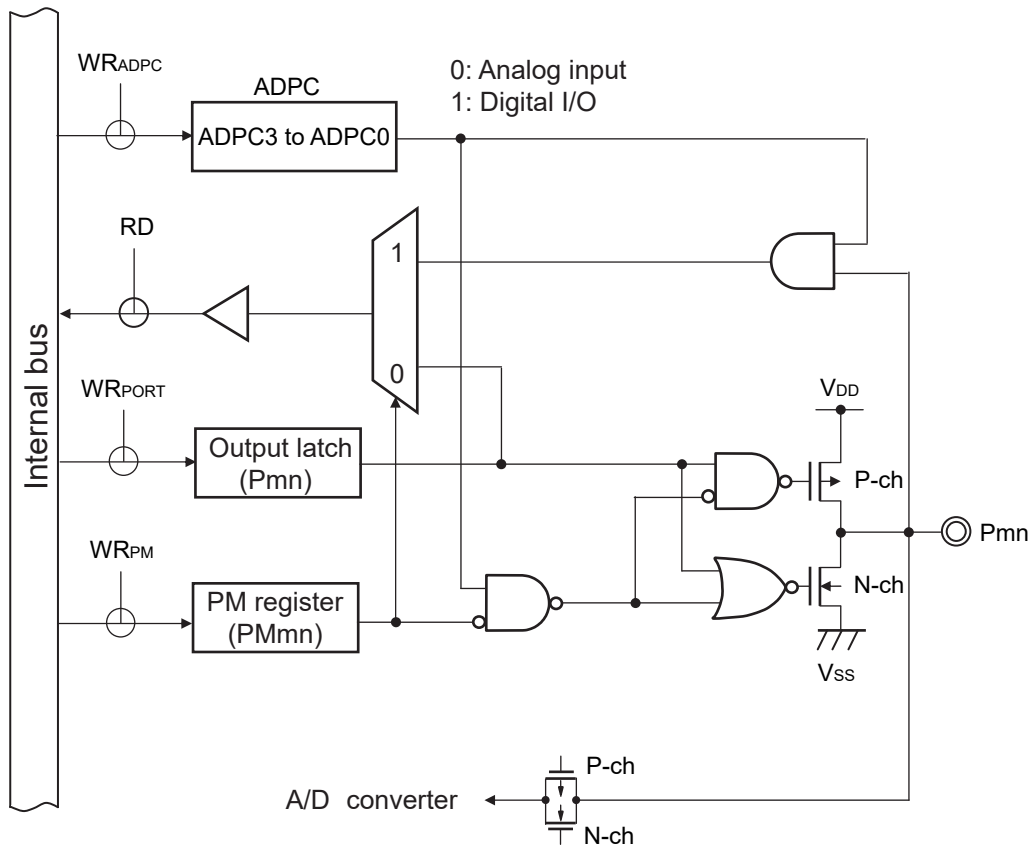 WRADPC
ADPC
0: Analog input
1: Digital I/O
ADPC3 to ADPC0
RD
1
0
Internal bus
WRPORT
VDD
Output latch
(Pmn)
P-ch
Pmn
WRPM
N-ch
PM register
(PMmn)
VSS
P-ch
A/D converter
N-ch